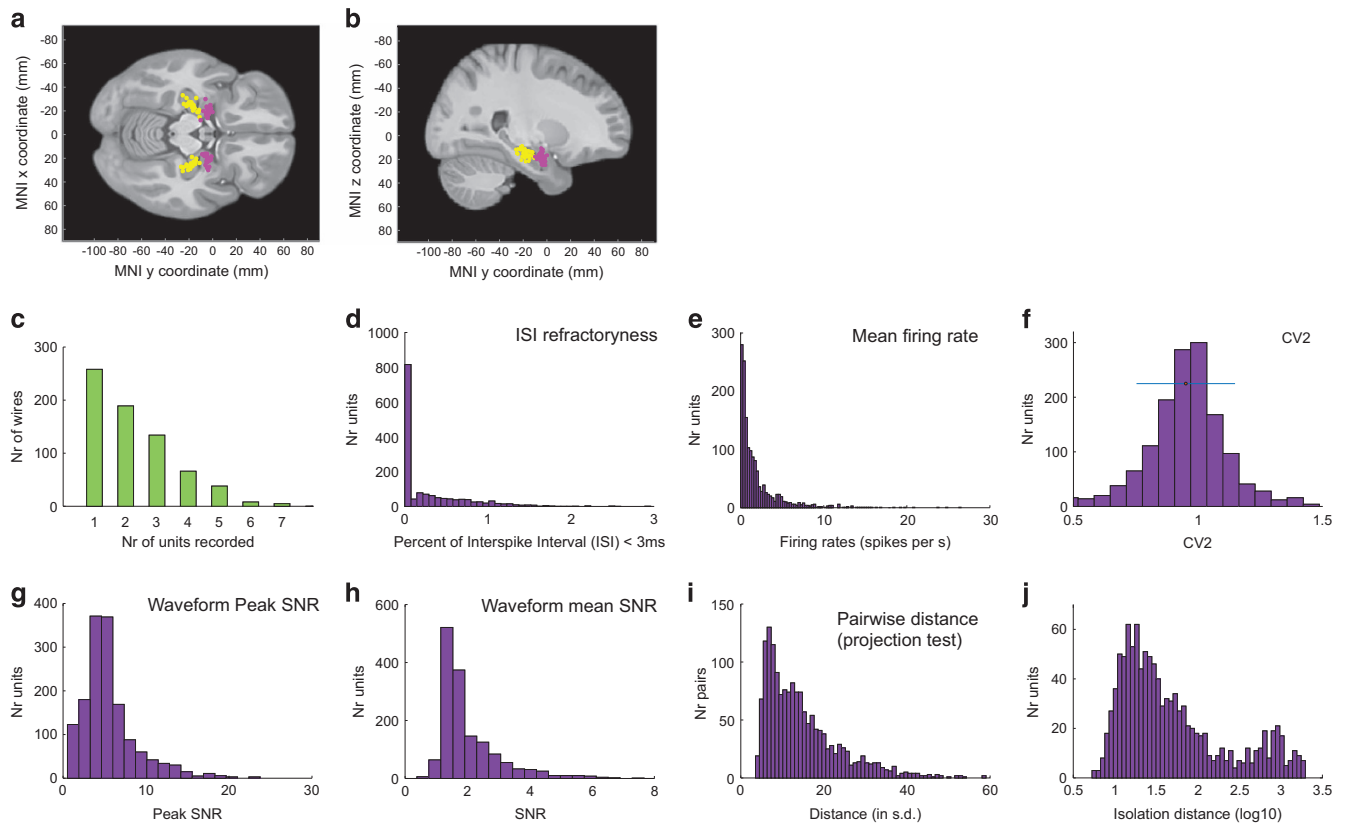 a
b
-80
-60
-40
-20
0
20
40
60
80
MNI x coordinate (mm)
-100 -80 -60 -40 -20 0 20 40 60 80
MNI y coordinate (mm)
-80
-60
-40
-20
0
20
40
60
80
MNI z coordinate (mm)
-100 -80 -60 -40 -20 0 20 40 60 80
MNI y coordinate (mm)
c
300
200
100
0
Nr of wires
1 2 3 4 5 6 7
Nr of units recorded
d
ISI refractoryness
1000
800
600
400
200
0
Nr units
0 1 2 3
Percent of Interspike Interval (ISI) < 3ms
e
Mean firing rate
300
200
100
0
Nr units
0 10 20 30
Firing rates (spikes per s)
f
CV2
300
200
100
0
Nr units
0.5 1 1.5
CV2
g
Waveform Peak SNR
400
300
200
100
0
Nr units
0 10 20 30
Peak SNR
h
Waveform mean SNR
600
400
200
0
Nr units
0 2 4 6 8
SNR
i
Pairwise distance
(projection test)
150
100
50
0
Nr pairs
0 20 40 60
Distance (in s.d.)
j
60
40
20
0
Nr units
0.5 1 1.5 2 2.5 3 3.5
Isolation distance (log10)